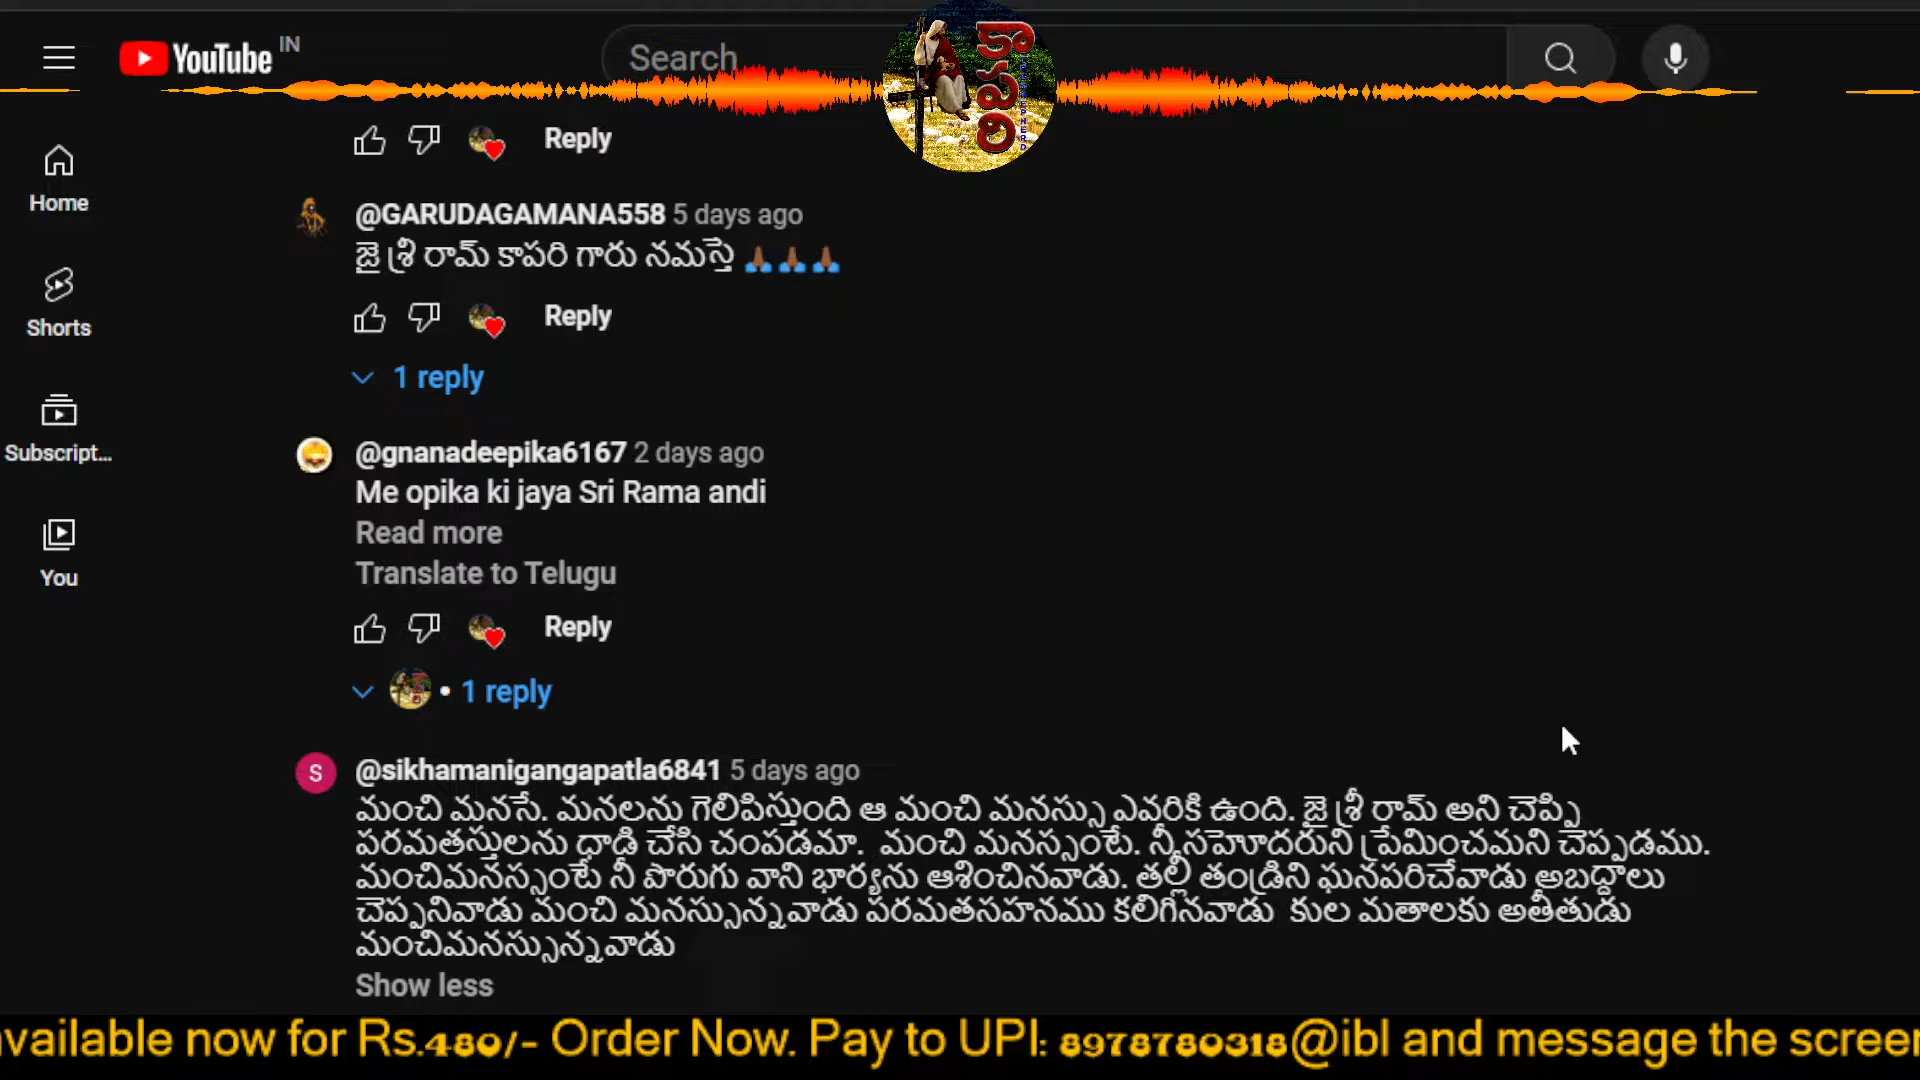 YouTube IN
Search
కాపరి
SHEPHERD
Reply
Home
@GARUDAGAMANA558 5 days ago
జై శ్రీ రామ్ కాపరి గారు నమస్తె 🙏🏾🙏🏾🙏🏾
Reply
Shorts
1 reply
Subscript...
@gnanadeepika6167 2 days ago
Me opika ki jaya Sri Rama andi
Read more
Translate to Telugu
You
Reply
• 1 reply
S
@sikhamanigangapatla6841 5 days ago
మంచి మనసే. మనలను గెలిపిస్తుంది ఆ మంచి మనస్సు ఎవరికి ఉంది. జై శ్రీ రామ్ అని చెప్పి
పరమతస్తులను ధాడి చేసి చంపడమా. మంచి మనస్సంటే. నీ సహెూదరుని ప్రేమించమని చెప్పడము.
మంచిమనస్సంటే నీ పొరుగు వాని భార్యను ఆశించినవాడు. తల్లి తండ్రిని ఘనపరిచేవాడు అబద్దాలు
చెప్పనివాడు మంచి మనస్సున్నవాడు పరమతసహనము కలిగినవాడు కుల మతాలకు అతీతుడు
మంచిమనస్సున్నవాడు
Show less
vailable now for Rs.480/- Order Now. Pay to UPI: 8978780318@ibl and message the screen